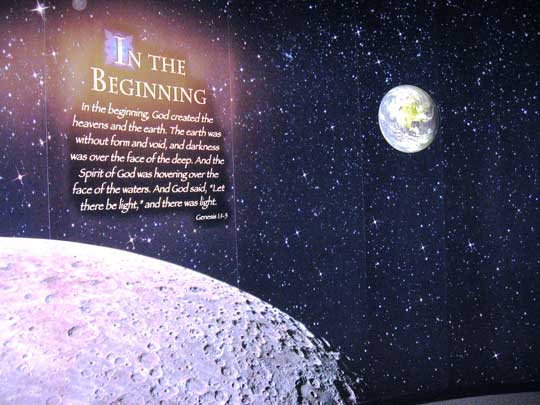 In the
Beginning
In the beginning, God created the
heavens and the earth. The earth was
without form and void, and darkness
was over the face of the deep. And the
Spirit of God was hovering over the
face of the waters. And God said, "Let
there be light," and there was light.
Genesis 1:1-3